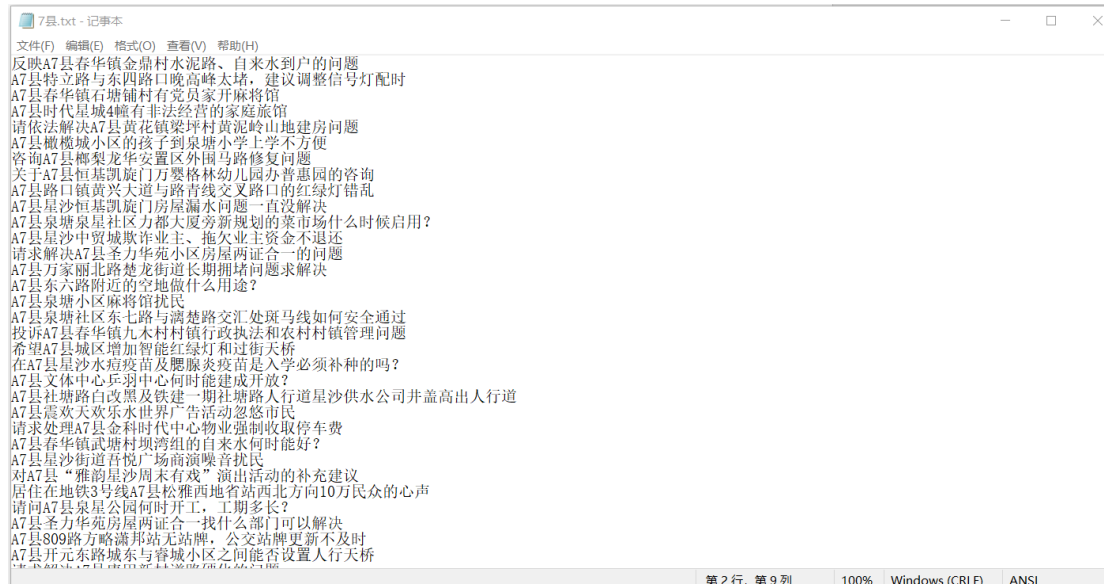 7县.txt - 记事本
文件(F) 编辑(E) 格式(O) 查看(V) 帮助(H)
反映A7县春华镇金鼎村水泥路、自来水到户的问题
A7县特立路与东四路口晚高峰太堵，建议调整信号灯配时
A7县春华镇石塘铺村有党员家开麻将馆
A7县时代星城4幢有非法经营的家庭旅馆
请依法解决A7县黄花镇梁坪村黄泥岭山地建房问题
A7县橄榄城小区的孩子到泉塘小学上学不方便
咨询A7县榔梨龙华安置区外围马路修复问题
关于A7县恒基凯旋门万婴格林幼儿园办普惠园的咨询
A7县路口镇黄兴大道与路青线交叉路口的红绿灯错乱
A7县星沙恒基凯旋门房屋漏水问题一直没解决
A7县泉塘泉星社区力都大厦旁新规划的菜市场什么时候启用？
A7县星沙中贸城欺诈业主、拖欠业主资金不退还
请求解决A7县圣力华苑小区房屋两证合一的问题
A7县万家丽北路楚龙街道长期拥堵问题求解决
A7县东六路附近的空地做什么用途？
A7县泉塘小区麻将馆扰民
A7县泉塘社区东七路与漓楚路交汇处斑马线如何安全通过
投诉A7县春华镇九木村村镇行政执法和农村村镇管理问题
希望A7县城区增加智能红绿灯和过街天桥
在A7县星沙水痘疫苗及腮腺炎疫苗是入学必须补种的吗？
A7县文体中心乒羽中心何时能建成开放？
A7县社塘路白改黑及铁建一期社塘路人行道星沙供水公司井盖高出人行道
A7县震欢天欢乐水世界广告活动忽悠市民
请求处理A7县金科时代中心物业强制收取停车费
A7县春华镇武塘村坝湾组的自来水何时能好？
A7县星沙街道吾悦广场商演噪音扰民
对A7县“雅韵星沙周末有戏”演出活动的补充建议
居住在地铁3号线A7县松雅西地省站西北方向10万民众的心声
请问A7县泉星公园何时开工，工期多长？
A7县圣力华苑房屋两证合一找什么部门可以解决
A7县809路方略潇邦站无站牌，公交站牌更新不及时
A7县开元东路城东与睿城小区之间能否设置人行天桥
第 2 行，第 9 列 100% Windows (CRLF) ANSI